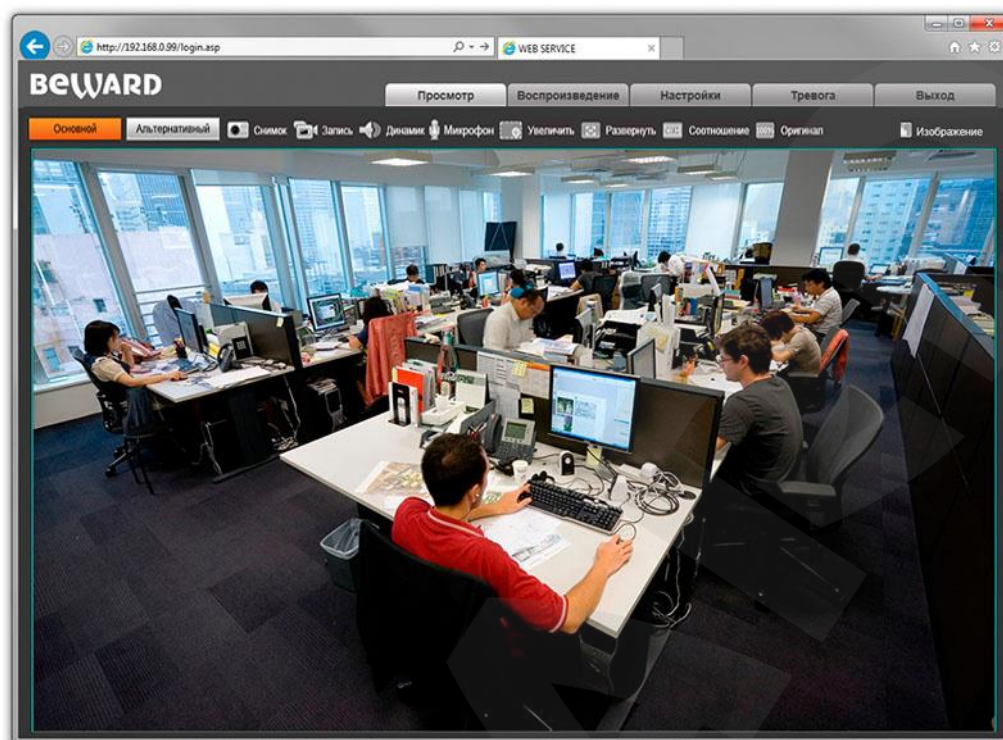 http://192.168.0.99/login.asp
WEB SERVICE
BEWARD
Просмотр
Воспроизведение
Настройки
Тревога
Выход
Основной
Альтернативный
Снимок
Запись
Динамик
Микрофон
Увеличить
Развернуть
Соотношение
100%
Оригинал
Изображение